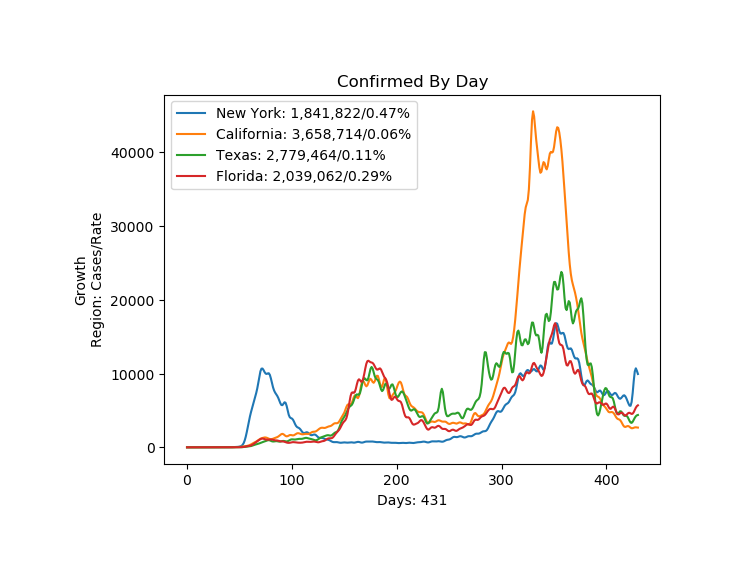 Confirmed By Day
New York: 1,841,822/0.47%
California: 3,658,714/0.06%
Texas: 2,779,464/0.11%
Florida: 2,039,062/0.29%
Growth
Region: Cases/Rate
40000
30000
20000
10000
0
0 100 200 300 400
Days: 431